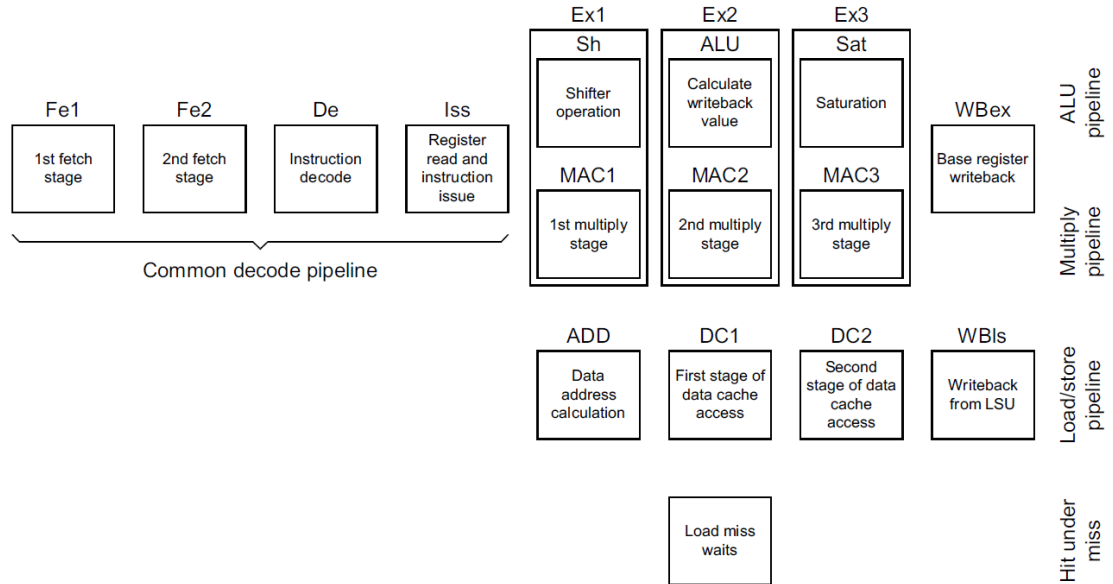 Ex1
Ex2
Ex3
Sh
ALU
Sat
Shifter
operation
Calculate
writeback
value
Saturation
ALU
pipeline
Fe1
Fe2
De
Iss
WBex
1st fetch
stage
2nd fetch
stage
Instruction
decode
Register
read and
instruction
issue
Base register
writeback
MAC1
MAC2
MAC3
1st multiply
stage
2nd multiply
stage
3rd multiply
stage
Multiply
pipeline
Common decode pipeline
ADD
DC1
DC2
WBls
Data
address
calculation
First stage of
data cache
access
Second
stage of data
cache
access
Writeback
from LSU
Load/store
pipeline
Load miss
waits
Hit under
miss